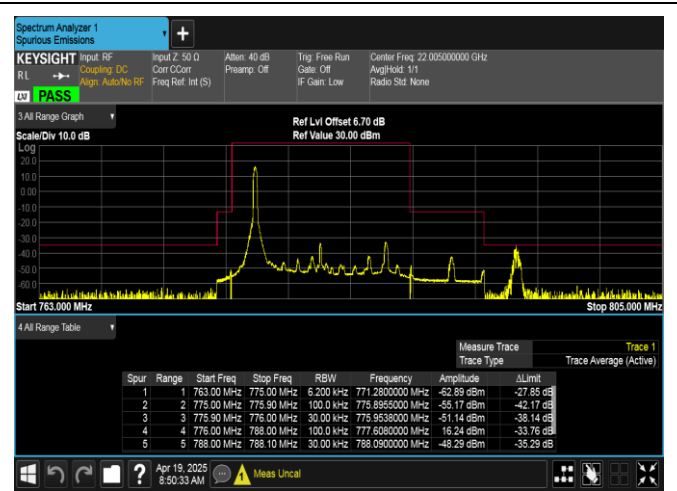 Spectrum Analyzer 1
Spurious Emissions
KEYSIGHT Input: RF Input Z: 50 Ω Atten: 40 dB Trig: Free Run Center Freq: 22.005000000 GHz
RL Coupling: DC Corr CCorr Preamp: Off Gate: Off Avg|Hold: 1/1
Align: Auto/No RF Freq Ref: Int (S) IF Gain: Low Radio Std: None
LXI PASS
3 All Range Graph
Ref Lvl Offset 6.70 dB
Scale/Div 10.0 dB Ref Value 30.00 dBm
Log
20.0
10.0
0.00
-10.0
-20.0
-30.0
-40.0
-50.0
-60.0
Start 763.000 MHz Stop 805.000 MHz
4 All Range Table
Measure Trace Trace 1
Trace Type Trace Average (Active)
Spur Range Start Freq Stop Freq RBW Frequency Amplitude ΔLimit
1 1 763.00 MHz 775.00 MHz 6.200 kHz 771.2800000 MHz -62.89 dBm -27.85 dB
2 2 775.00 MHz 775.90 MHz 100.0 kHz 775.8955000 MHz -55.17 dBm -42.17 dB
3 3 775.90 MHz 776.00 MHz 30.00 kHz 775.9538000 MHz -51.14 dBm -38.14 dB
4 4 776.00 MHz 788.00 MHz 100.0 kHz 777.6080000 MHz 16.24 dBm -33.76 dB
5 5 788.00 MHz 788.10 MHz 30.00 kHz 788.0900000 MHz -48.29 dBm -35.29 dB
Apr 19, 2025
8:50:33 AM Meas Uncal